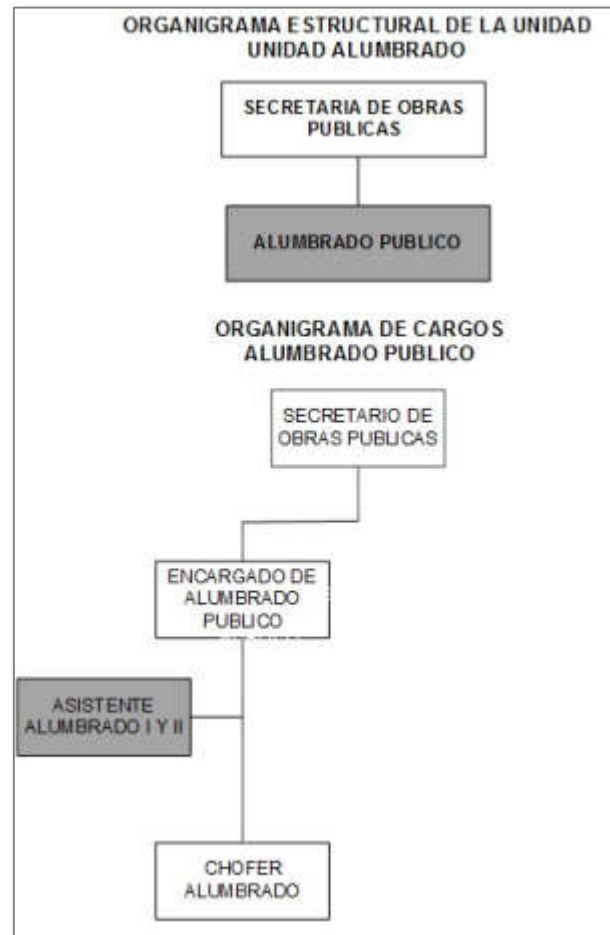 ORGANIGRAMA ESTRUCTURAL DE LA UNIDAD
UNIDAD ALUMBRADO
SECRETARIA DE OBRAS
PUBLICAS
ALUMBRADO PUBLICO
ORGANIGRAMA DE CARGOS
ALUMBRADO PUBLICO
SECRETARIO DE
OBRAS PUBLICAS
ENCARGADO DE
ALUMBRADO
PUBLICO
ASISTENTE
ALUMBRADO I Y II
CHOFER
ALUMBRADO